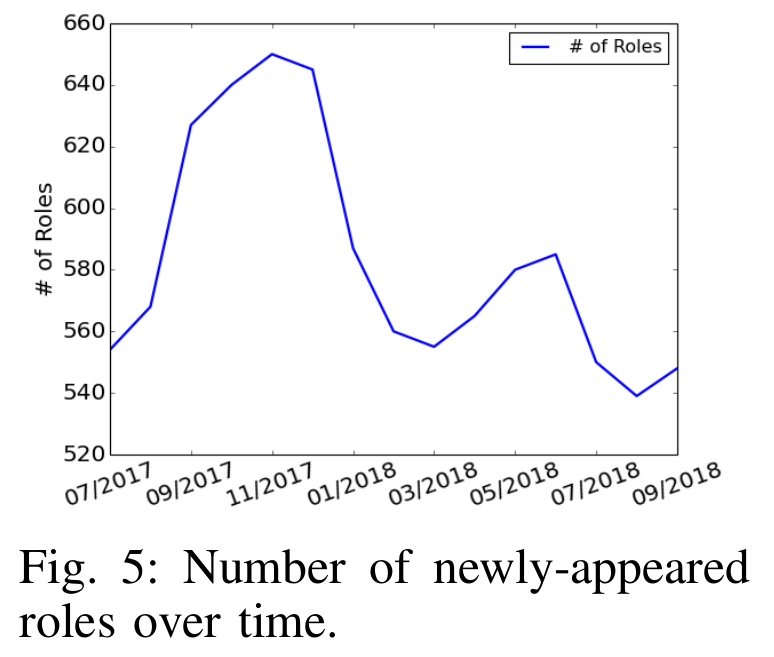 660
# of Roles
640
620
600
580
560
540
520
# of Roles
07/2017 09/2017 11/2017 01/2018 03/2018 05/2018 07/2018 09/2018
Fig. 5: Number of newly-appeared
roles over time.